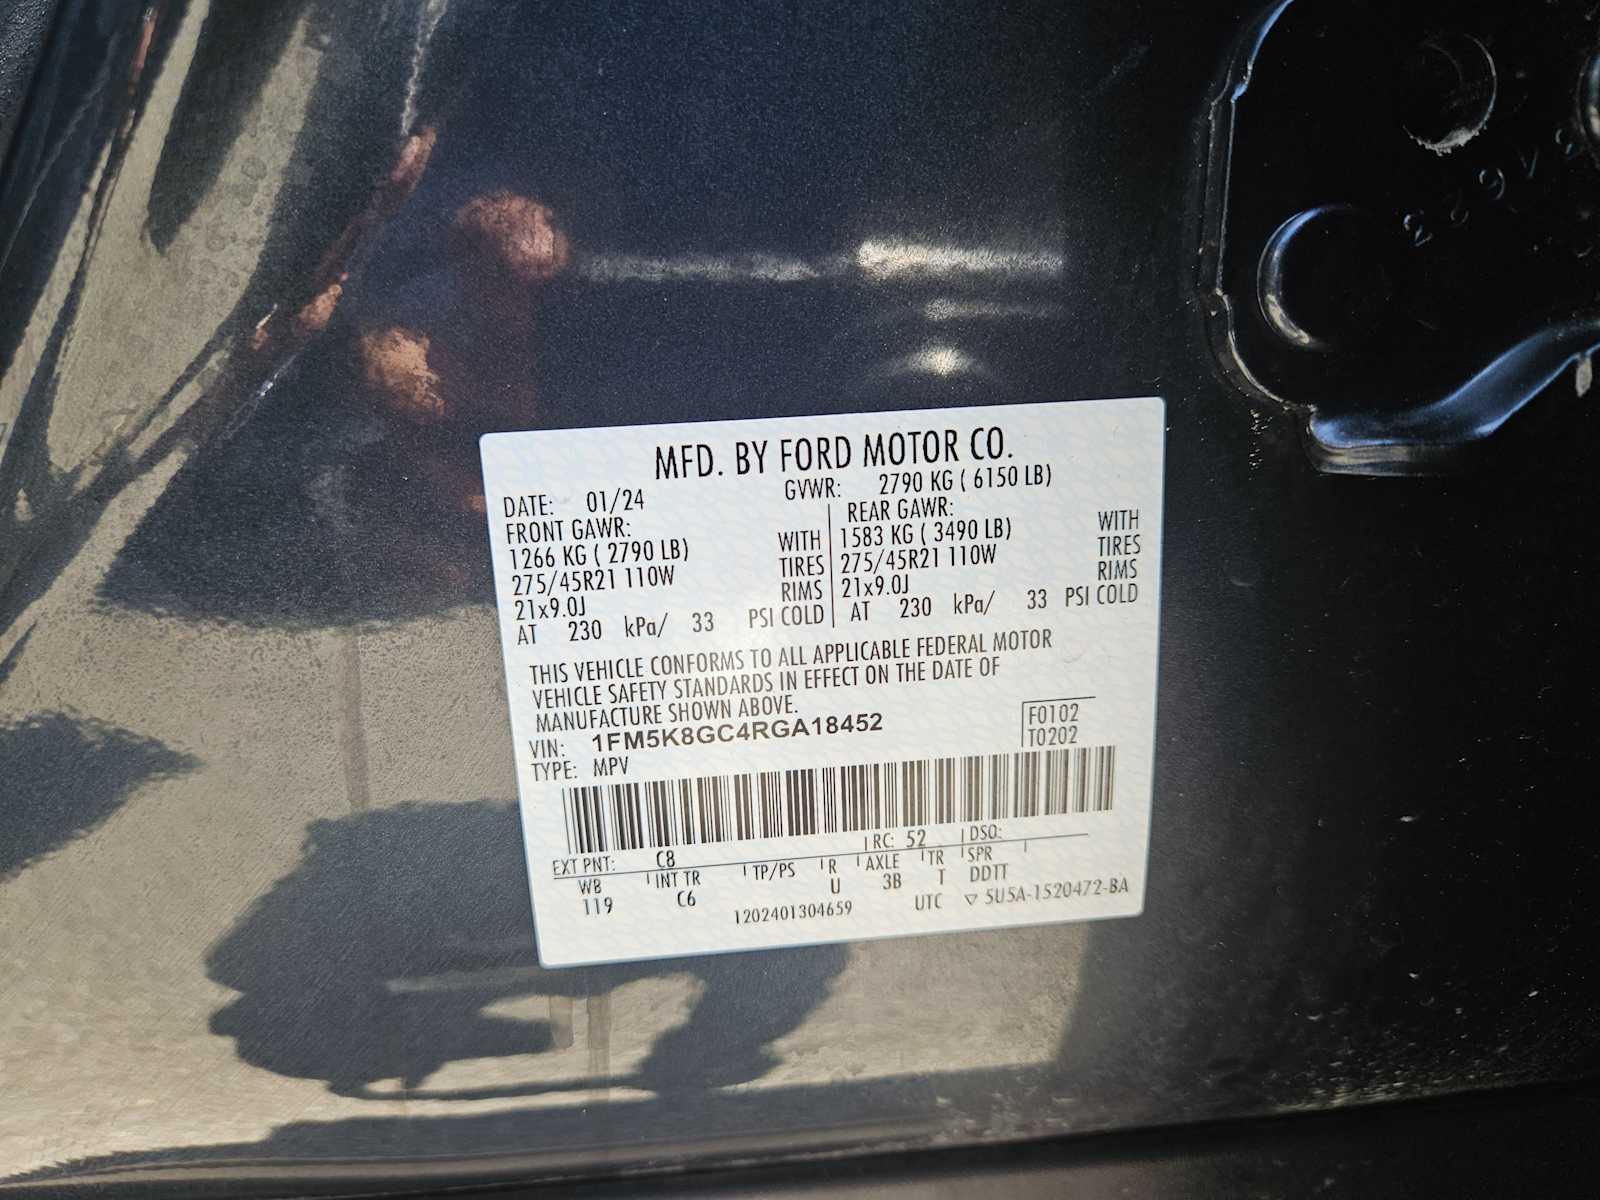 MFD. BY FORD MOTOR CO.
DATE: 01/24 GVWR: 2790 KG ( 6150 LB)
FRONT GAWR: REAR GAWR:
1266 KG ( 2790 LB) WITH 1583 KG ( 3490 LB) WITH
275/45R21 110W TIRES 275/45R21 110W TIRES
21x9.0J RIMS 21x9.0J RIMS
AT 230 kPa/ 33 PSI COLD AT 230 kPa/ 33 PSI COLD
THIS VEHICLE CONFORMS TO ALL APPLICABLE FEDERAL MOTOR
VEHICLE SAFETY STANDARDS IN EFFECT ON THE DATE OF
MANUFACTURE SHOWN ABOVE.
VIN: 1FM5K8GC4RGA18452 F0102
TYPE: MPV T0202
EXT PNT: C8 RC: 52 DSO:
WB INT TR TP/PS R AXLE TR SPR
119 C6 U 3B T DDTT
1202401304659 UTC ▽ 5U5A-1520472-BA